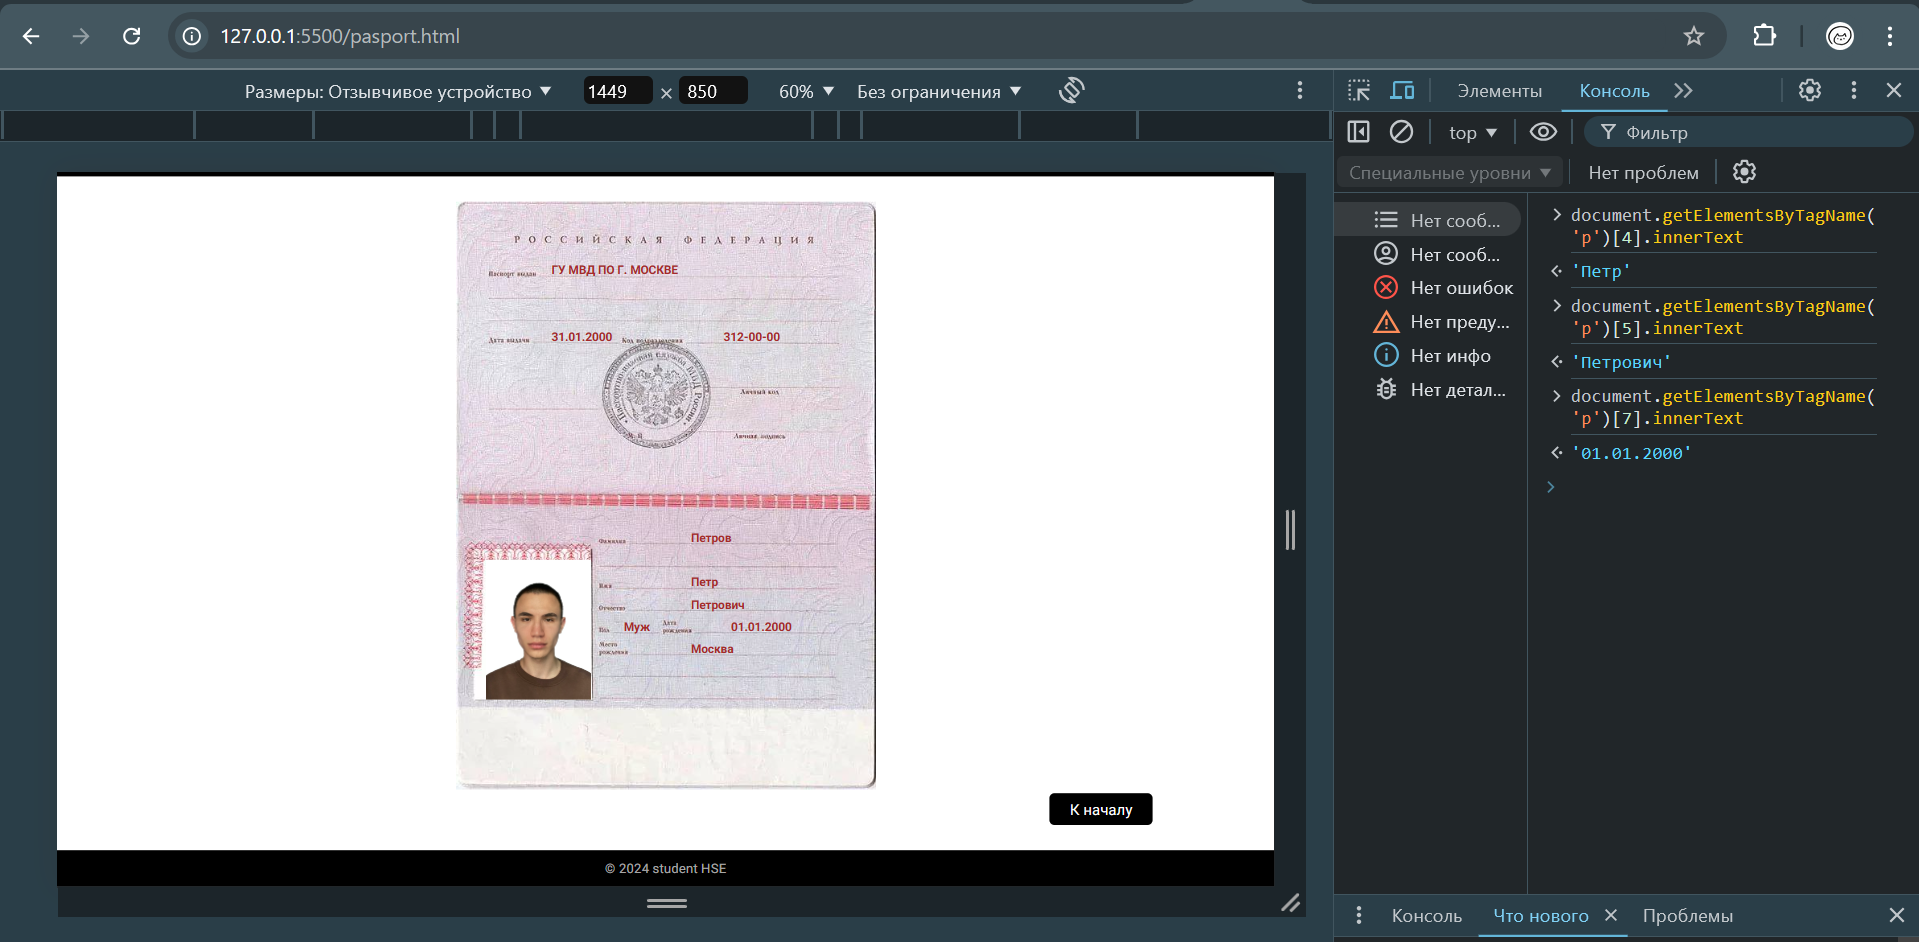 127.0.0.1:5500/pasport.html
Размеры: Отзывчивое устройство ▼ 1449 × 850 60% ▼ Без ограничения ▼
Элементы Консоль
top ▼ Фильтр
Специальные уровни ▼ Нет проблем
Нет сооб...
Нет сооб...
Нет ошибок
Нет преду...
Нет инфо
Нет детал...
> document.getElementsByTagName(
'p')[4].innerText
'Петр'
> document.getElementsByTagName(
'p')[5].innerText
'Петрович'
> document.getElementsByTagName(
'p')[7].innerText
'01.01.2000'
>
РОССИЙСКАЯ ФЕДЕРАЦИЯ
Паспорт выдан ГУ МВД ПО Г. МОСКВЕ
Дата выдачи 31.01.2000 Код подразделения 312-00-00
Личный код
Личная подпись
Фамилия Петров
Имя Петр
Отчество Петрович
Пол Муж Дата рождения 01.01.2000
Место рождения Москва
К началу
© 2024 student HSE
Консоль Что нового × Проблемы